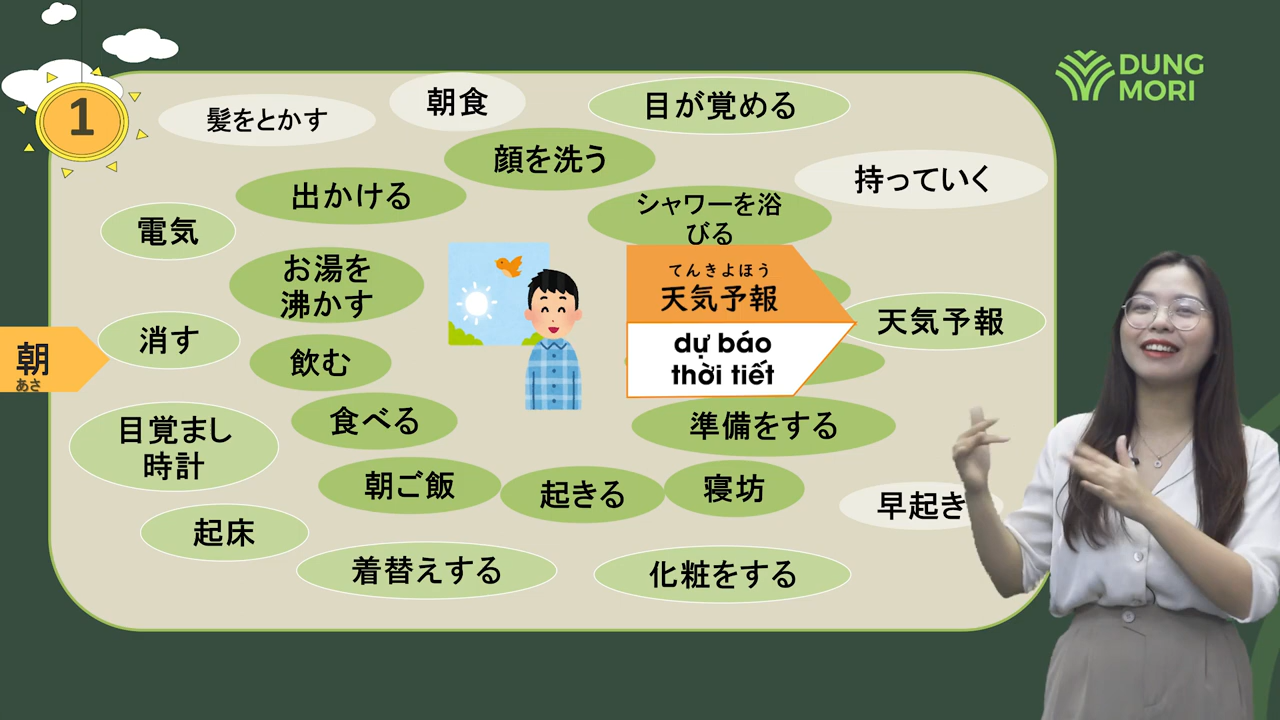 1
DUNG
MORI
髪をとかす
朝食
目が覚める
顔を洗う
持っていく
出かける
シャワーを浴
びる
電気
お湯を
沸かす
てんきよほう
天気予報
dự báo
thời tiết
天気予報
消す
飲む
朝
あさ
食べる
準備をする
目覚まし
時計
朝ご飯
起きる
寝坊
早起き
起床
着替えする
化粧をする